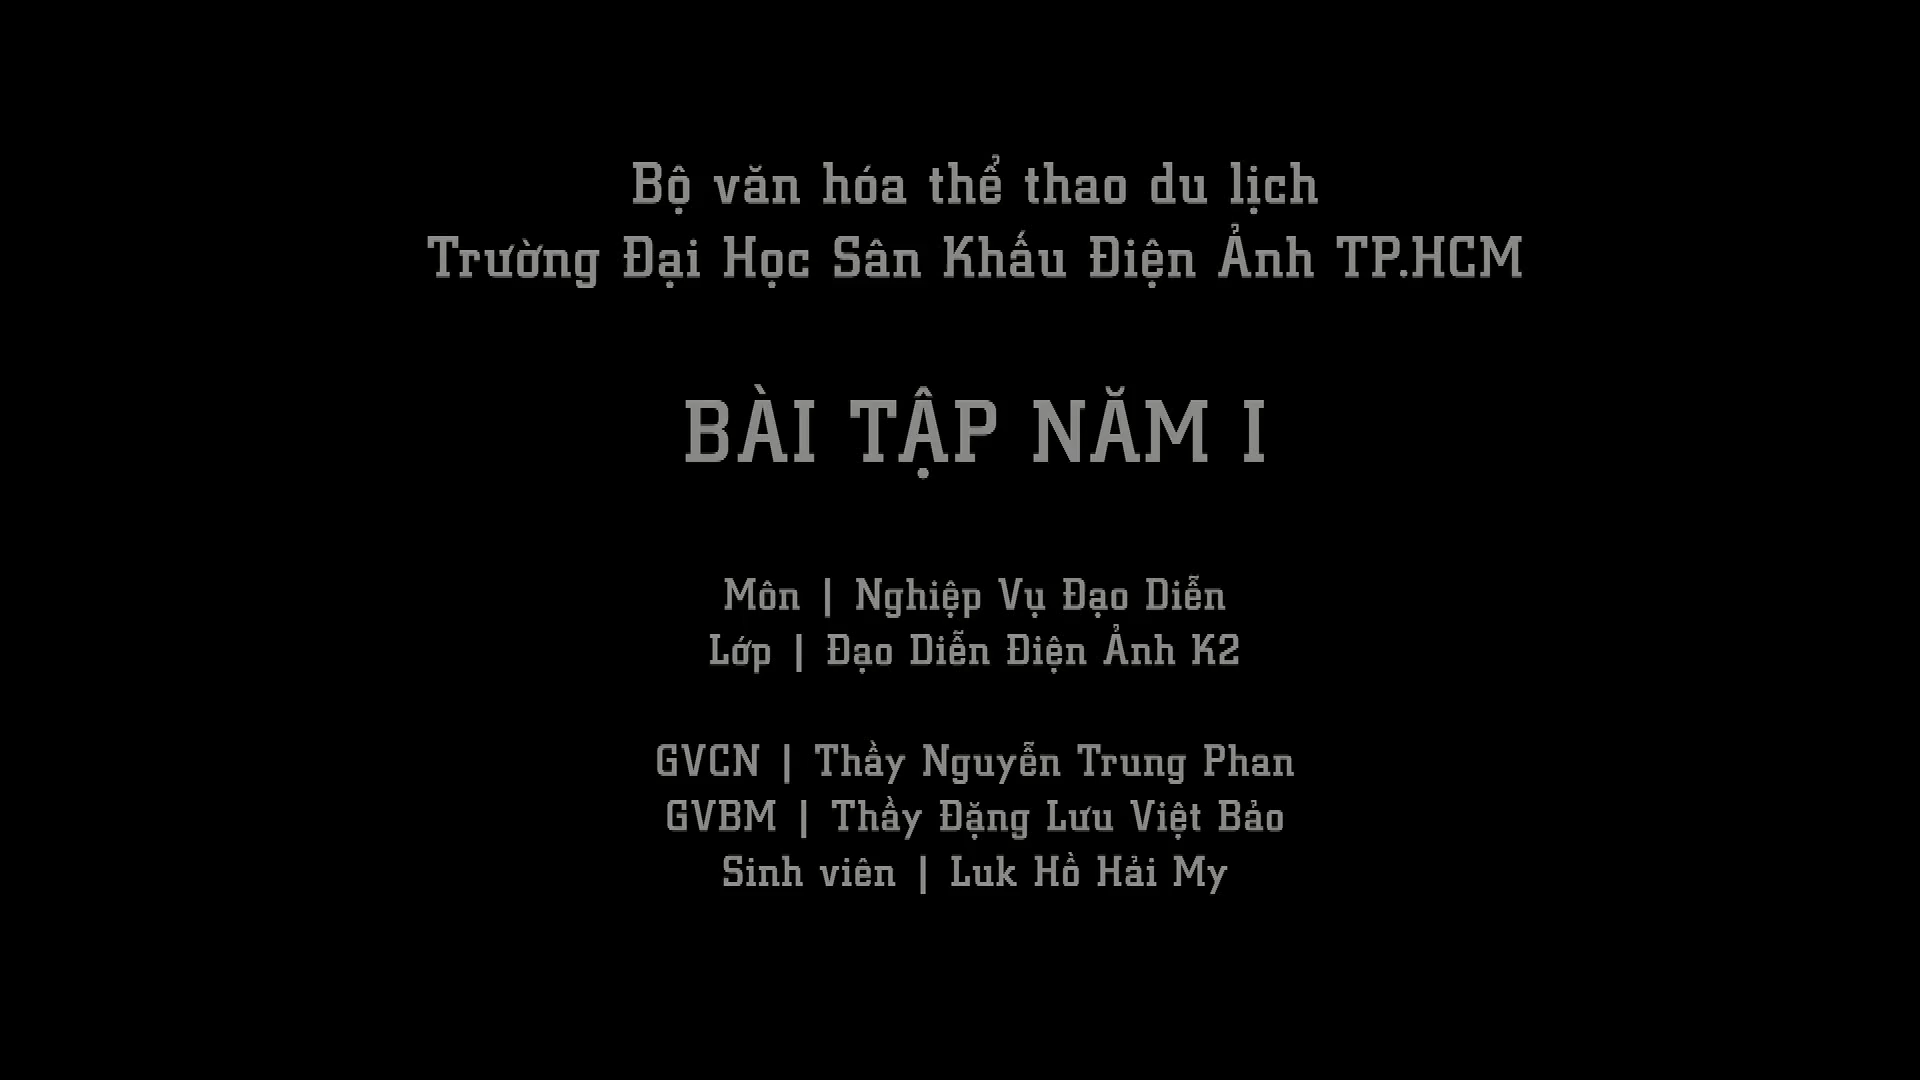 Bộ văn hóa thể thao du lịch
Trường Đại Học Sân Khấu Điện Ảnh TP.HCM
BÀI TẬP NĂM I
Môn | Nghiệp Vụ Đạo Diễn
Lớp | Đạo Diễn Điện Ảnh K2
GVCN | Thầy Nguyễn Trung Phan
GVBM | Thầy Đặng Lưu Việt Bảo
Sinh viên | Luk Hồ Hải My